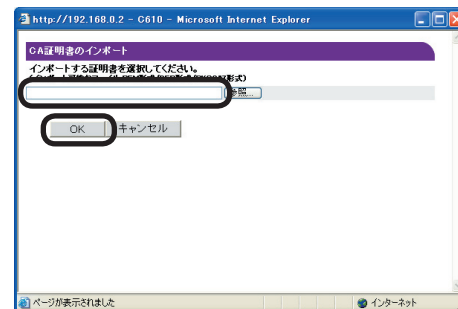 http://192.168.0.2 - C610 - Microsoft Internet Explorer
CA証明書のインポート
インポートする証明書を選択してください。
形式)
参照...
OK キャンセル
ページが表示されました インターネット